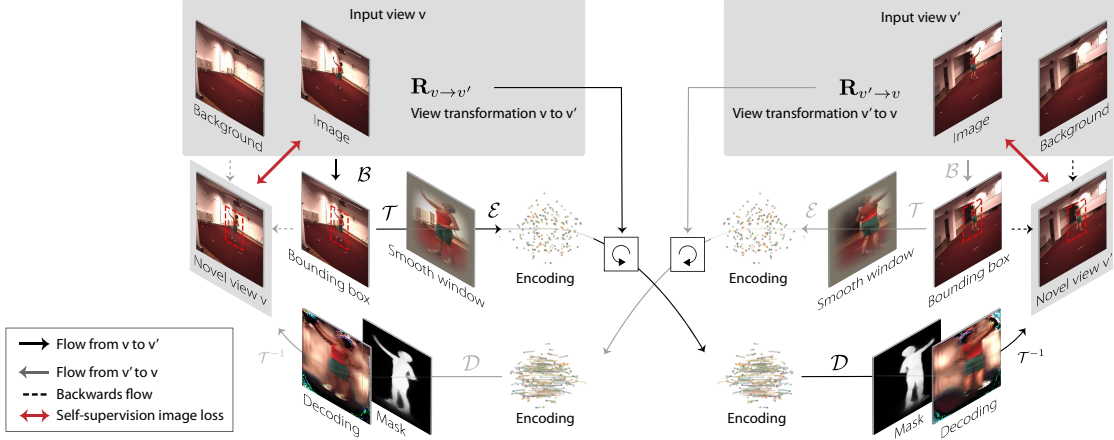 Input view v
Input view v'
Background
Image
R v→v'
View transformation v to v'
R v'→v
View transformation v' to v
Image
Background
B
B
Novel view v
Bounding box
T
Smooth window
E
Encoding
Encoding
E
Smooth window
T
Bounding box
Novel view v'
T −1
Decoding
Mask
D
Encoding
Encoding
D
Mask
Decoding
T −1
Flow from v to v'
Flow from v' to v
Backwards flow
Self-supervision image loss